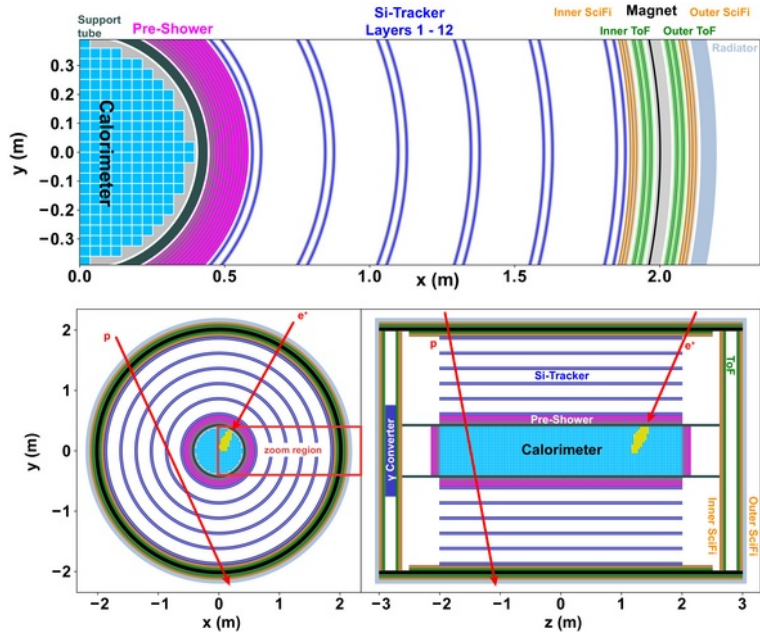 Support
tube
Pre-Shower
Si-Tracker
Layers 1 - 12
Inner SciFi
Magnet
Outer SciFi
Inner ToF
Outer ToF
Radiator
0.3
0.2
0.1
0.0
−0.1
−0.2
−0.3
y (m)
Calorimeter
0.0
0.5
1.0
1.5
2.0
x (m)
2
1
0
−1
−2
y (m)
p
e⁺
zoom region
−2
−1
0
1
2
x (m)
p
e⁺
Si-Tracker
Pre-Shower
Calorimeter
γ Converter
ToF
Inner SciFi
Outer SciFi
−3
−2
−1
0
1
2
3
z (m)